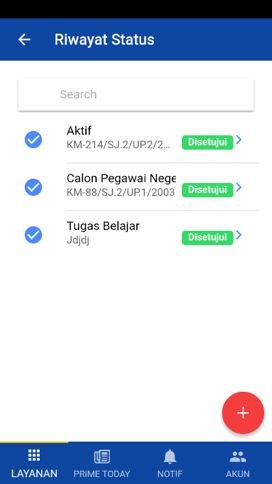 Riwayat Status
Search
Aktif
KM-214/SJ.2/UP.2/2...
Disetujui
Calon Pegawai Nege
KM-88/SJ.2/UP.1/2003
Disetujui
Tugas Belajar
Jdjdj
Disetujui
LAYANAN
PRiME TODAY
NOTIF
AKUN